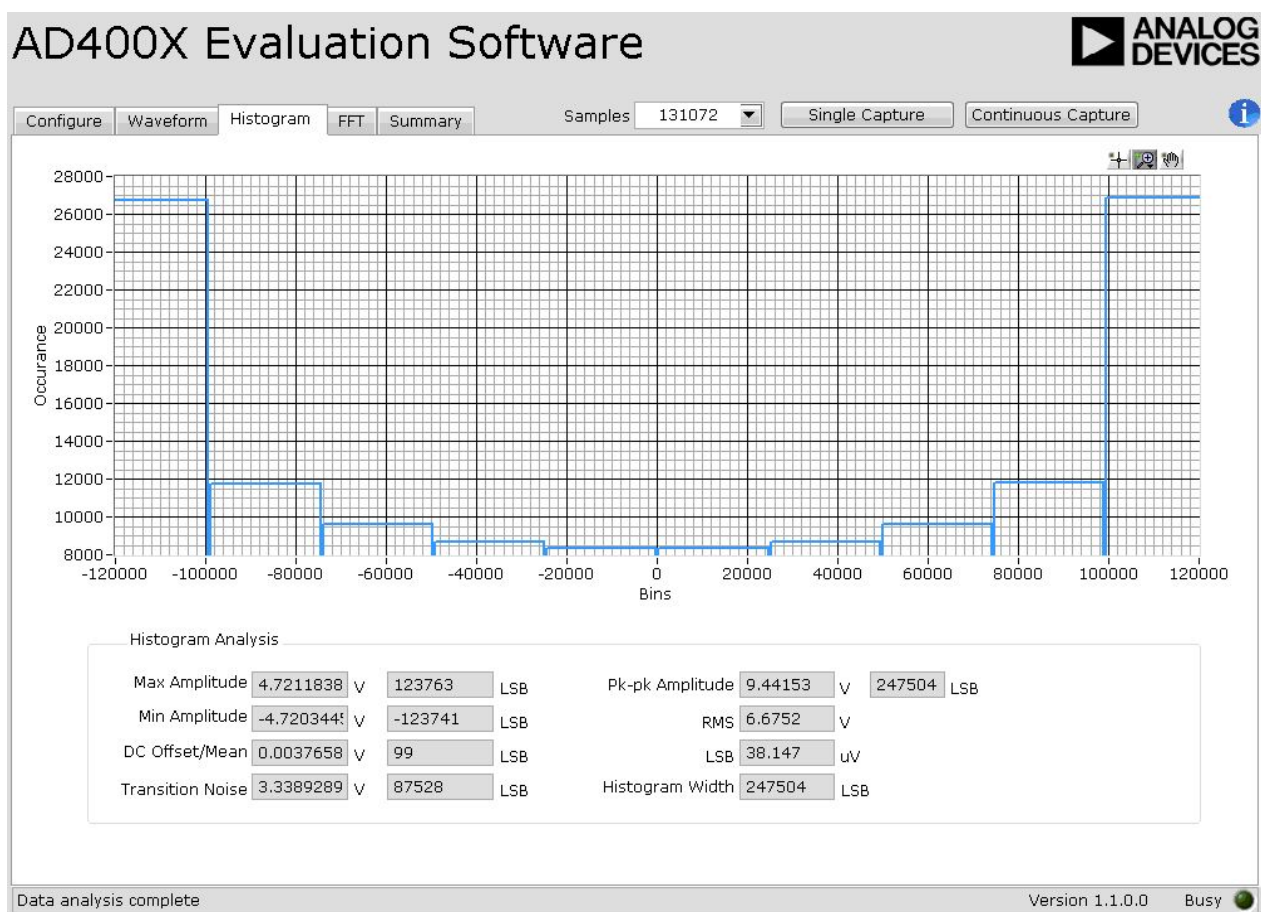 AD400X Evaluation Software
ANALOG
DEVICES
Configure Waveform Histogram FFT Summary Samples 131072 Single Capture Continuous Capture i
28000
26000
24000
22000
20000
18000
16000
14000
12000
10000
8000
Occurance
-120000 -100000 -80000 -60000 -40000 -20000 0 20000 40000 60000 80000 100000 120000
Bins
Histogram Analysis
Max Amplitude 4.7211838 V 123763 LSB Pk-pk Amplitude 9.44153 V 247504 LSB
Min Amplitude V -123741 LSB RMS 6.6752 V
DC Offset/Mean 0.0037658 V 99 LSB LSB 38.147 uV
Transition Noise 3.3389289 V 87528 LSB Histogram Width 247504 LSB
Data analysis complete Version 1.1.0.0 Busy